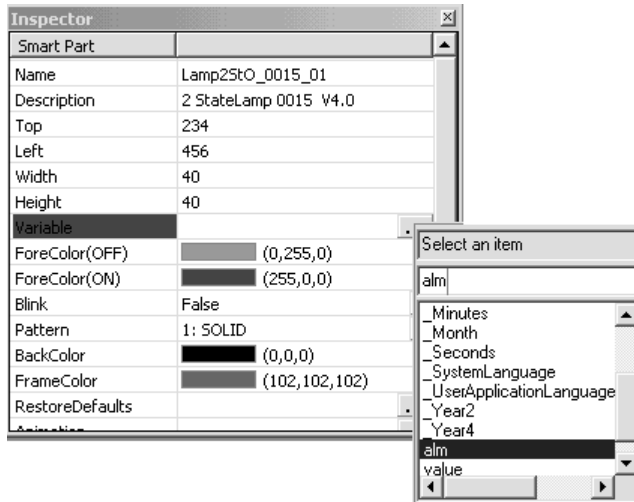 Inspector
Smart Part
Name Lamp2StO_0015_01
Description 2 StateLamp 0015 V4.0
Top 234
Left 456
Width 40
Height 40
Variable
ForeColor(OFF) (0,255,0)
ForeColor(ON) (255,0,0)
Blink False
Pattern 1: SOLID
BackColor (0,0,0)
FrameColor (102,102,102)
RestoreDefaults
Animation
Select an item
alm
_Minutes
_Month
_Seconds
_SystemLanguage
_UserApplicationLanguage
_Year2
_Year4
alm
value